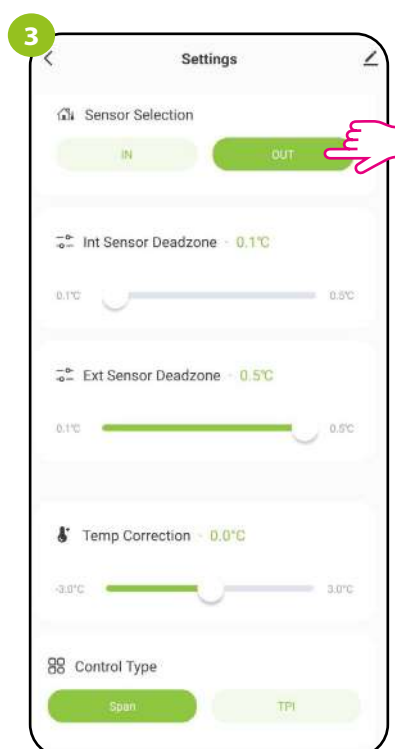 3
Settings
Sensor Selection
IN OUT
Int Sensor Deadzone - 0.1℃
0.1℃ 0.5℃
Ext Sensor Deadzone - 0.5℃
0.1℃ 0.5℃
Temp Correction - 0.0°C
-3.0°C 3.0°C
Control Type
Span TPI